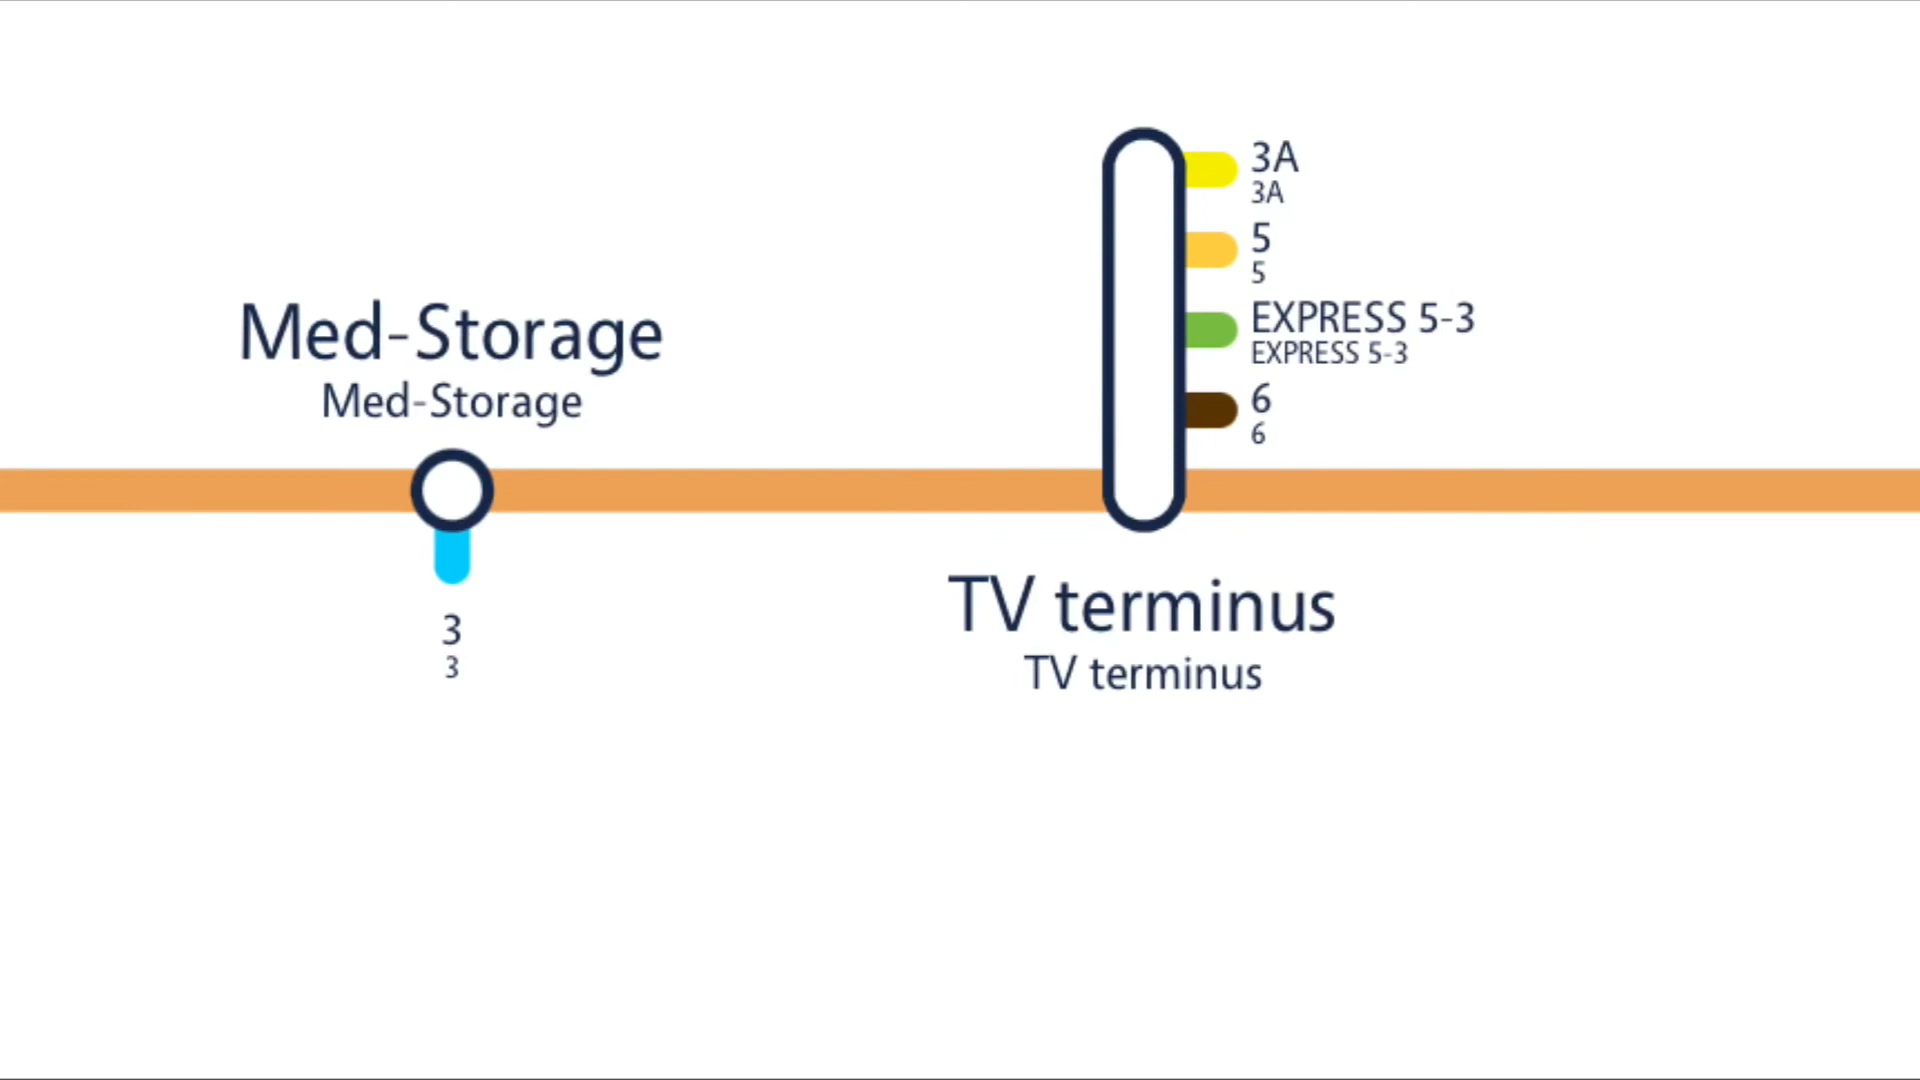 Med-Storage
Med-Storage
3
3
3A
3A
5
5
EXPRESS 5-3
EXPRESS 5-3
6
6
TV terminus
TV terminus